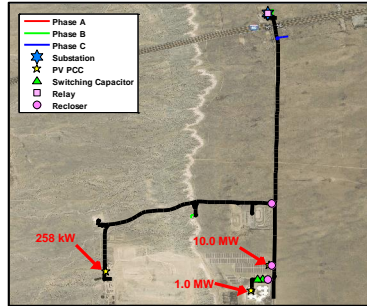 Phase A
Phase B
Phase C
Substation
PV PCC
Switching Capacitor
Relay
Recloser
258 kW
10.0 MW
1.0 MW